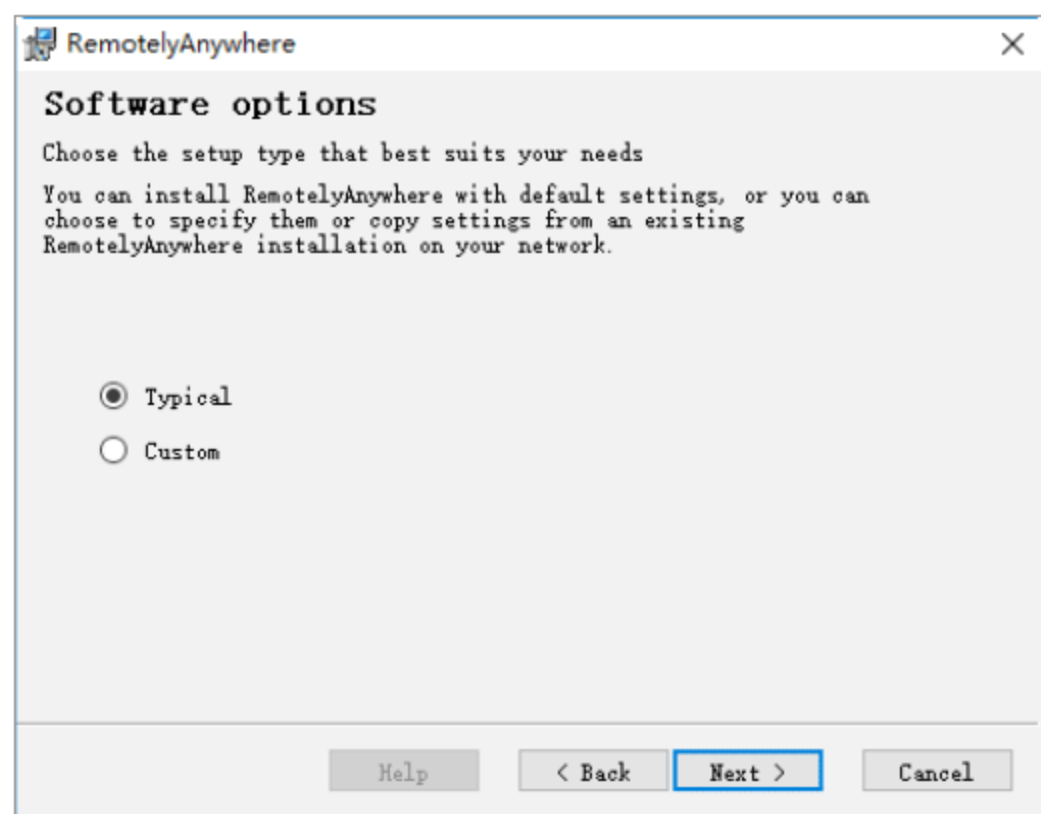 RemotelyAnywhere
Software options
Choose the setup type that best suits your needs
You can install RemotelyAnywhere with default settings, or you can
choose to specify them or copy settings from an existing
RemotelyAnywhere installation on your network.
Typical
Custom
Help
< Back
Next >
Cancel